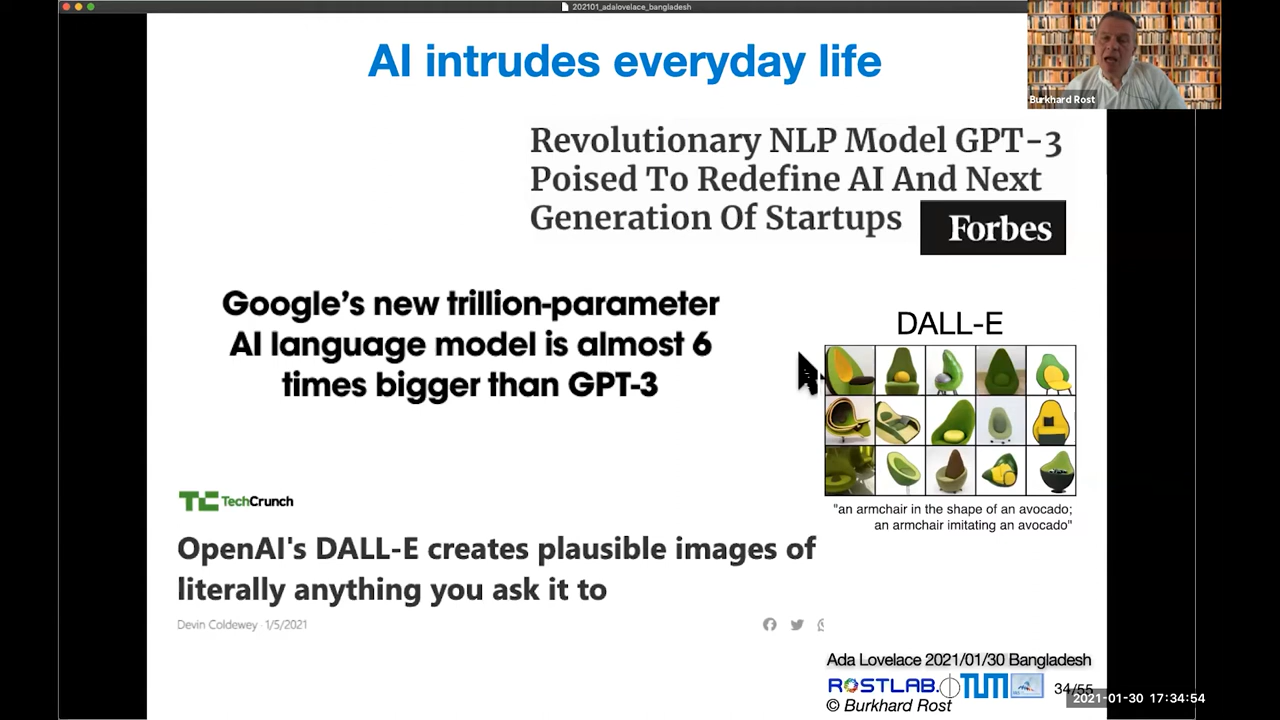 202101_adalovelace_bangladesh
AI intrudes everyday life
Burkhard Rost
Revolutionary NLP Model GPT-3
Poised To Redefine AI And Next
Generation Of Startups
Forbes
Google's new trillion-parameter
AI language model is almost 6
times bigger than GPT-3
DALL-E
"an armchair in the shape of an avocado;
an armchair imitating an avocado"
TC TechCrunch
OpenAI's DALL-E creates plausible images of
literally anything you ask it to
Devin Coldewey · 1/5/2021
Ada Lovelace 2021/01/30 Bangladesh
ROSTLAB. TUM
34/55
© Burkhard Rost
2021-01-30 17:34:54